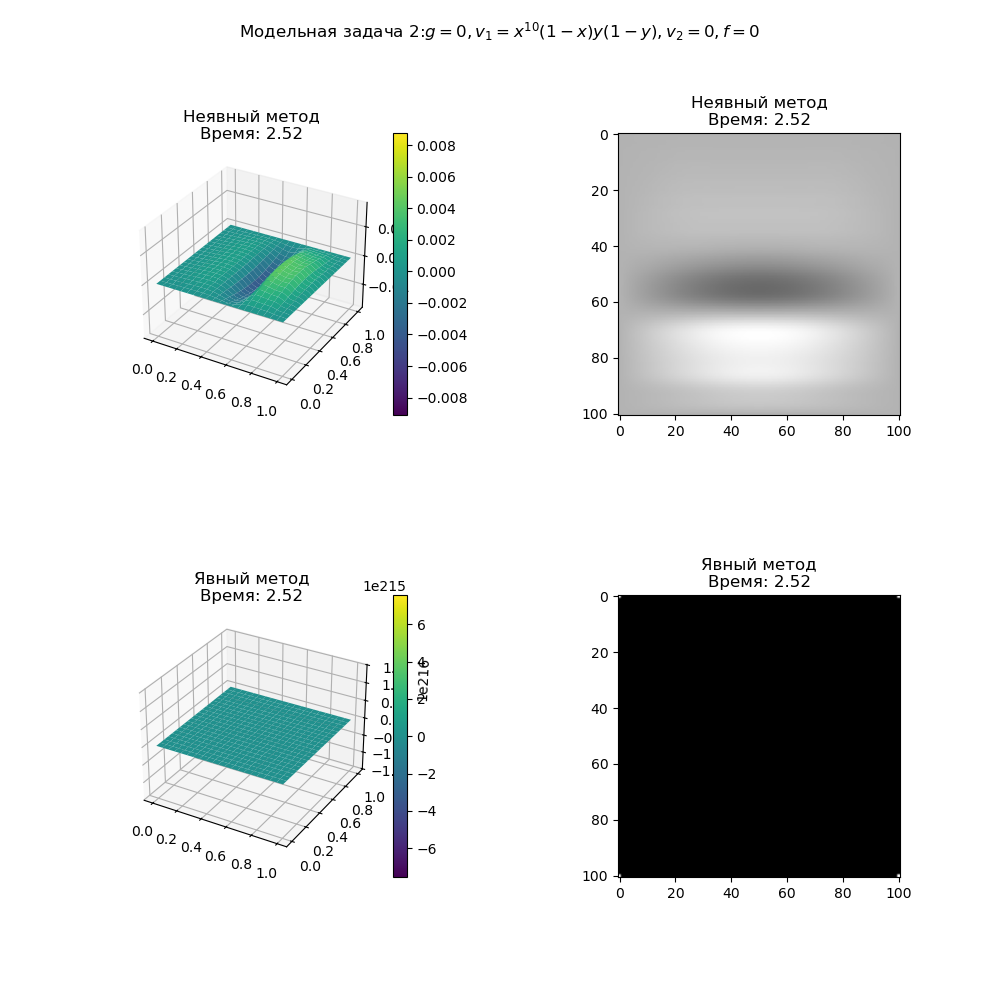 Модельная задача 2:g = 0, v₁ = x¹⁰(1 − x)y(1 − y), v₂ = 0, f = 0
Неявный метод
Время: 2.52
0.008
0.006
0.004
0.002
0.000
−0.002
−0.004
−0.006
−0.008
0.0 0.2 0.4 0.6 0.8 1.0
0.0 0.2 0.4 0.6 0.8 1.0
Неявный метод
Время: 2.52
0
20
40
60
80
100
0 20 40 60 80 100
Явный метод
Время: 2.52
1e215
6
4
2
0
−2
−4
−6
1e216
0.0 0.2 0.4 0.6 0.8 1.0
0.0 0.2 0.4 0.6 0.8 1.0
Явный метод
Время: 2.52
0
20
40
60
80
100
0 20 40 60 80 100